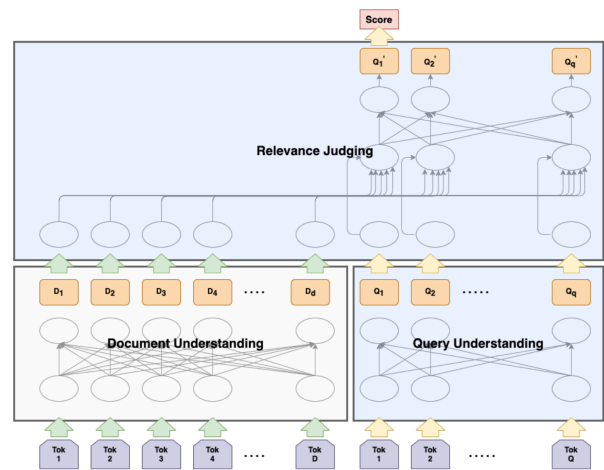 Score
Q1' Q2' Qq'
Relevance Judging
D1 D2 D3 D4 .... Dd Q1 Q2 ..... Qq
Document Understanding Query Understanding
Tok Tok Tok Tok Tok Tok Tok Tok
1 2 3 4 .... D 1 2 ..... Q